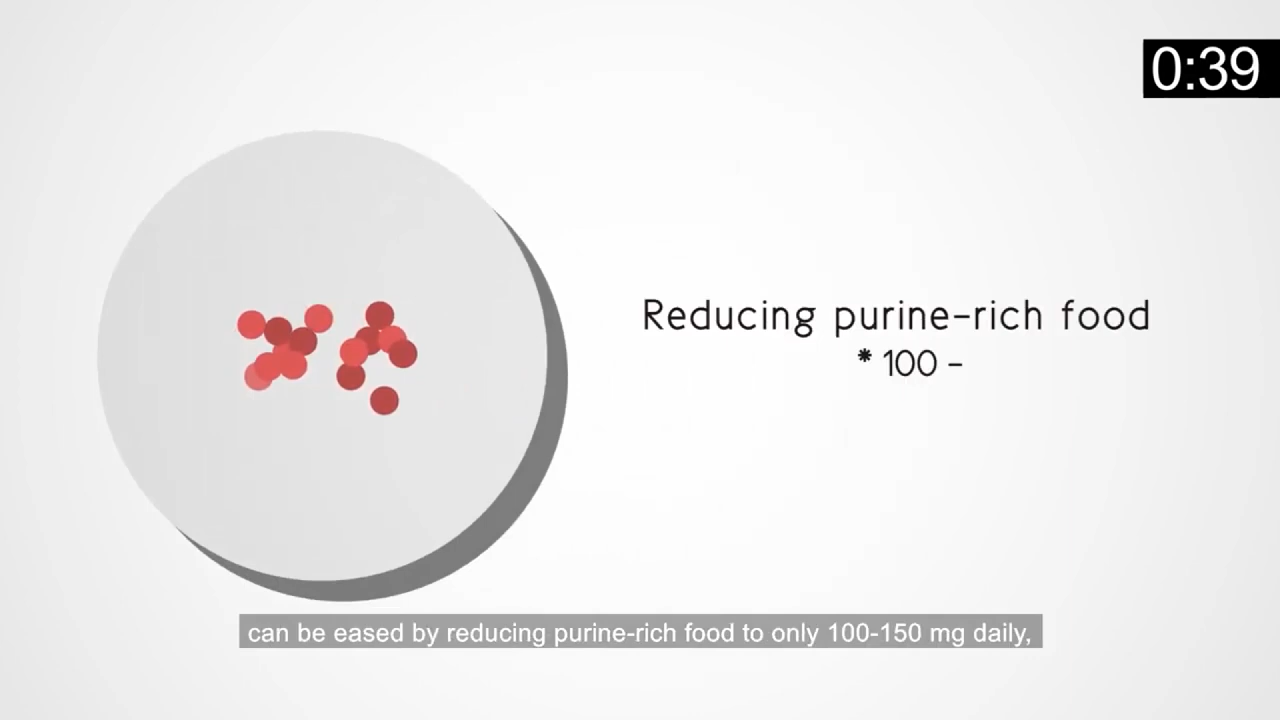 0:39
Reducing purine-rich food
* 100 -
can be eased by reducing purine-rich food to only 100-150 mg daily,